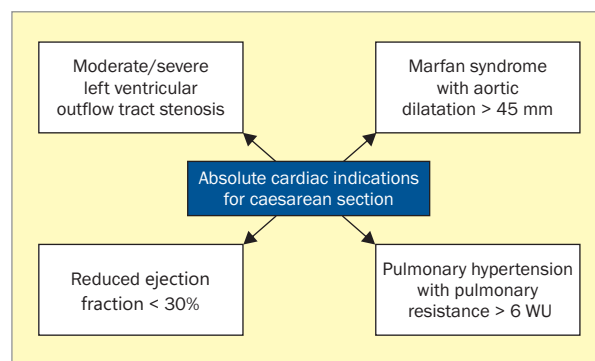 Moderate/severe
left ventricular
outflow tract stenosis
Marfan syndrome
with aortic
dilatation > 45 mm
Absolute cardiac indications
for caesarean section
Reduced ejection
fraction < 30%
Pulmonary hypertension
with pulmonary
resistance > 6 WU